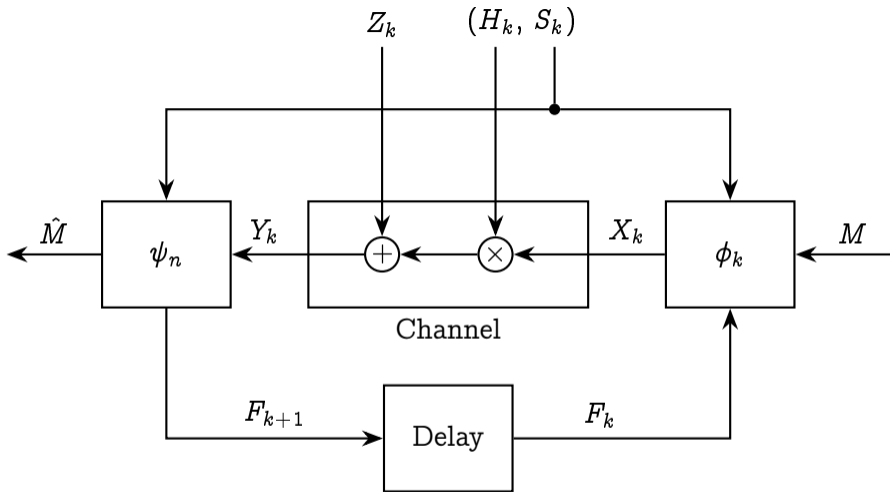 Z_k
(H_k, S_k)
M̂
ψ_n
Y_k
+
×
X_k
ϕ_k
M
Channel
F_{k+1}
Delay
F_k